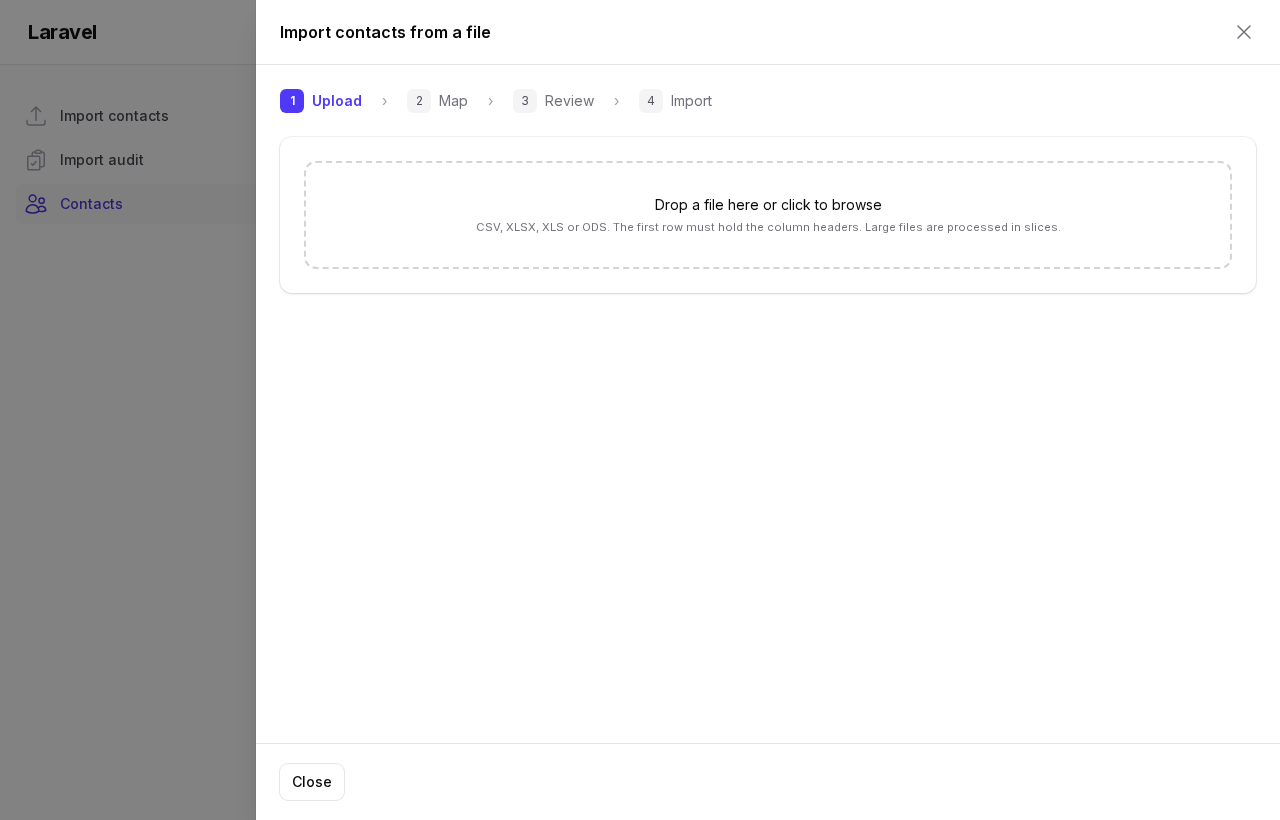 Laravel
Import contacts
Import audit
Contacts
Import contacts from a file
1 Upload › 2 Map › 3 Review › 4 Import
Drop a file here or click to browse
CSV, XLSX, XLS or ODS. The first row must hold the column headers. Large files are processed in slices.
Close